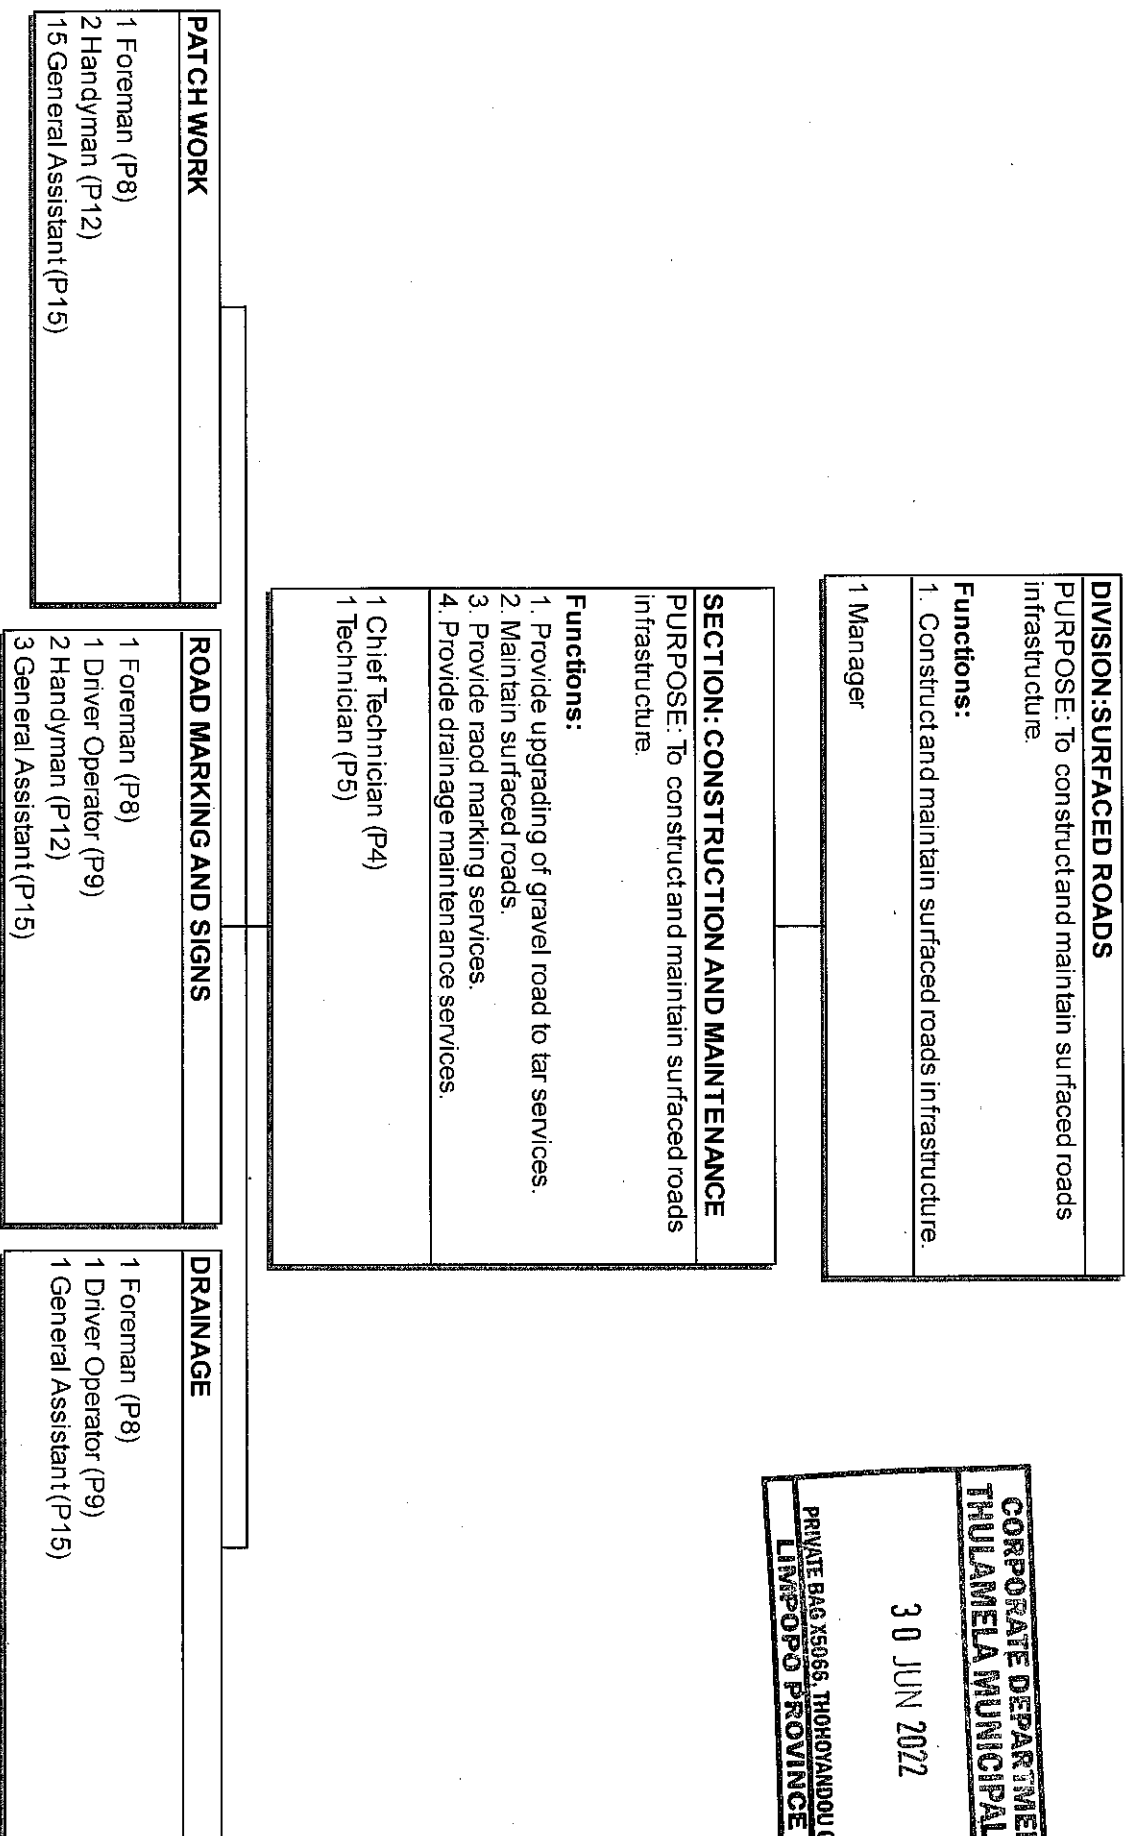 DIVISION:SURFACED ROADS
PURPOSE: To construct and maintain surfaced roads
infrastructure.
Functions:
1. Construct and maintain surfaced roads infrastructure.
1 Manager
SECTION: CONSTRUCTION AND MAINTENANCE
PURPOSE: To construct and maintain surfaced roads
infrastructure.
Functions:
1. Provide upgrading of gravel road to tar services.
2. Maintain surfaced roads.
3. Provide raod marking services.
4. Provide drainage maintenance services.
1 Chief Technician (P4)
1 Technician (P5)
PATCH WORK
1 Foreman (P8)
2 Handyman (P12)
15 General Assistant (P15)
ROAD MARKING AND SIGNS
1 Foreman (P8)
1 Driver Operator (P9)
2 Handyman (P12)
3 General Assistant (P15)
DRAINAGE
1 Foreman (P8)
1 Driver Operator (P9)
1 General Assistant (P15)
CORPORATE DEPARTME
THULAMELA MUNICIPAL
30 JUN 2022
PRIVATE BAG X5066, THOHOYANDOU
LIMPOPO PROVINCE